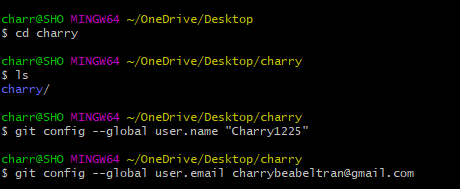 charr@SHO MINGW64 ~/OneDrive/Desktop
$ cd charry
charr@SHO MINGW64 ~/OneDrive/Desktop/charry
$ ls
charry/
charr@SHO MINGW64 ~/OneDrive/Desktop/charry
$ git config --global user.name "Charry1225"
charr@SHO MINGW64 ~/OneDrive/Desktop/charry
$ git config --global user.email charrybeabeltran@gmail.com